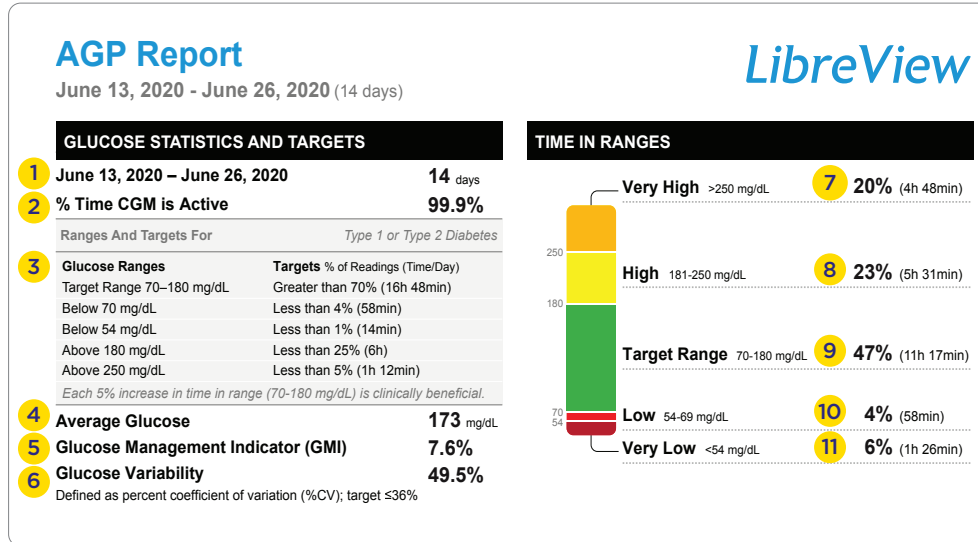 AGP Report
June 13, 2020 - June 26, 2020 (14 days)
LibreView
GLUCOSE STATISTICS AND TARGETS
1 June 13, 2020 – June 26, 2020 14 days
2 % Time CGM is Active 99.9%
Ranges And Targets For Type 1 or Type 2 Diabetes
3 Glucose Ranges Targets % of Readings (Time/Day)
Target Range 70–180 mg/dL Greater than 70% (16h 48min)
Below 70 mg/dL Less than 4% (58min)
Below 54 mg/dL Less than 1% (14min)
Above 180 mg/dL Less than 25% (6h)
Above 250 mg/dL Less than 5% (1h 12min)
Each 5% increase in time in range (70-180 mg/dL) is clinically beneficial.
4 Average Glucose 173 mg/dL
5 Glucose Management Indicator (GMI) 7.6%
6 Glucose Variability 49.5%
Defined as percent coefficient of variation (%CV); target ≤36%
TIME IN RANGES
Very High >250 mg/dL 7 20% (4h 48min)
250
High 181-250 mg/dL 8 23% (5h 31min)
180
Target Range 70-180 mg/dL 9 47% (11h 17min)
70
Low 54-69 mg/dL 10 4% (58min)
54
Very Low <54 mg/dL 11 6% (1h 26min)